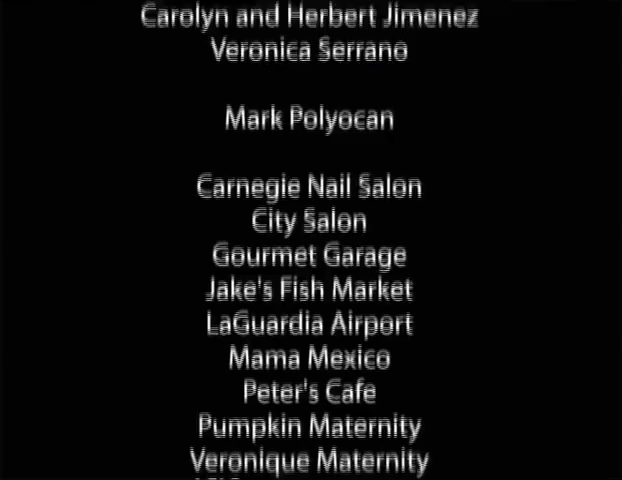 Carolyn and Herbert Jimenez
Veronica Serrano
Mark Polyocan
Carnegie Nail Salon
City Salon
Gourmet Garage
Jake's Fish Market
LaGuardia Airport
Mama Mexico
Peter's Cafe
Pumpkin Maternity
Veronique Maternity